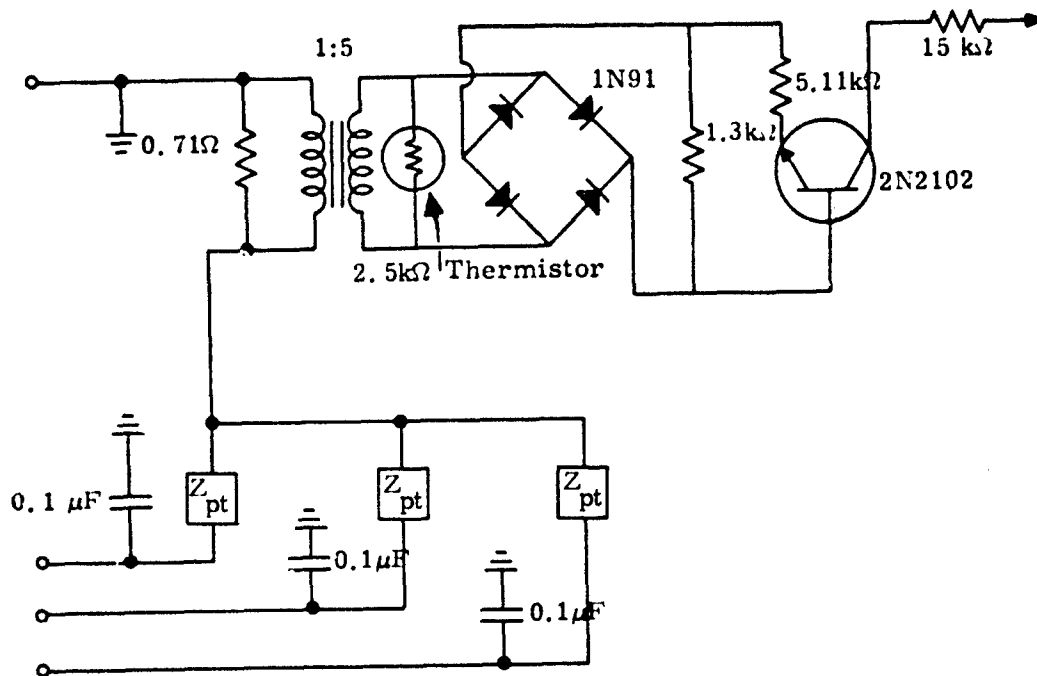 1:5
1N91
15 kΩ
5.11kΩ
1.3kΩ
0.71Ω
2N2102
2.5kΩ
Thermistor
0.1 μF
Z
pt
Z
pt
Z
pt
0.1μF
0.1μF